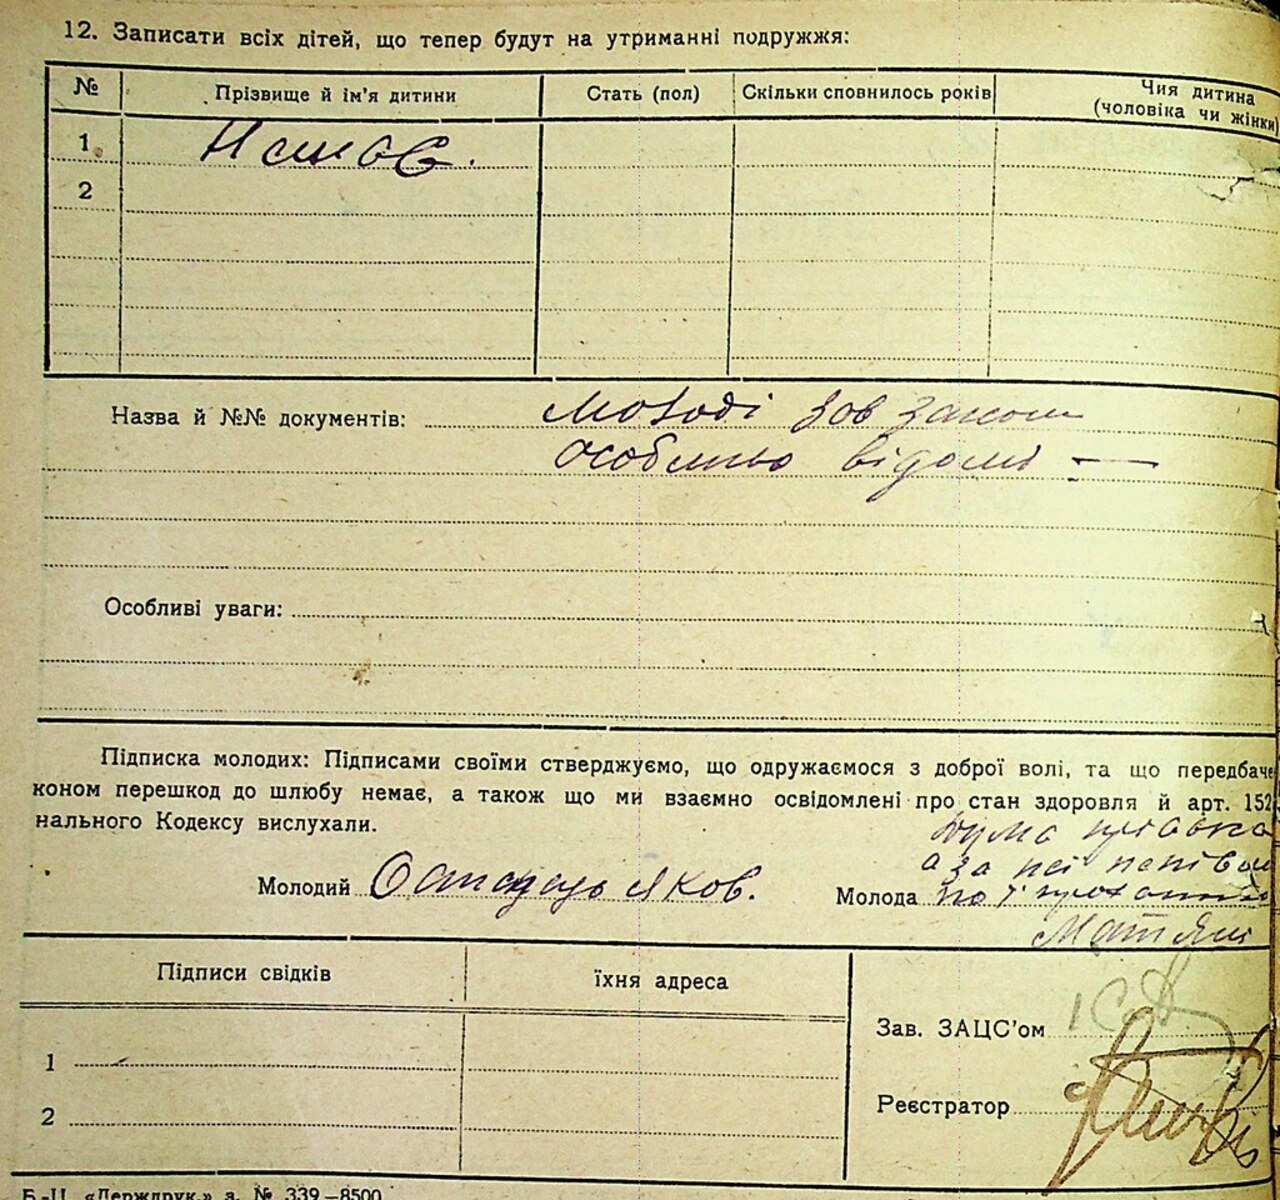 12. Записати всіх дітей, що тепер будут на утриманні подружжя:
№ Прізвище й ім'я дитини Стать (пол) Скільки сповнилось років Чия дитина
(чоловіка чи жінки)
1
2
Назва й №№ документів: Молоді
особисто відомі —
Особливі уваги:
Підписка молодих: Підписами своїми стверджуємо, що одружаємося з доброї волі, та що передбаче
коном перешкод до шлюбу немає, а також що ми взаємно освідомлені про стан здоровля й арт. 152
нального Кодексу вислухали.
а за неї
Молодий Яков. Молода по її
Підписи свідків їхня адреса
Зав. ЗАЦС'ом
1
Реєстратор
2
Б.-Ц. «Держдрук.» з. № 339—8500